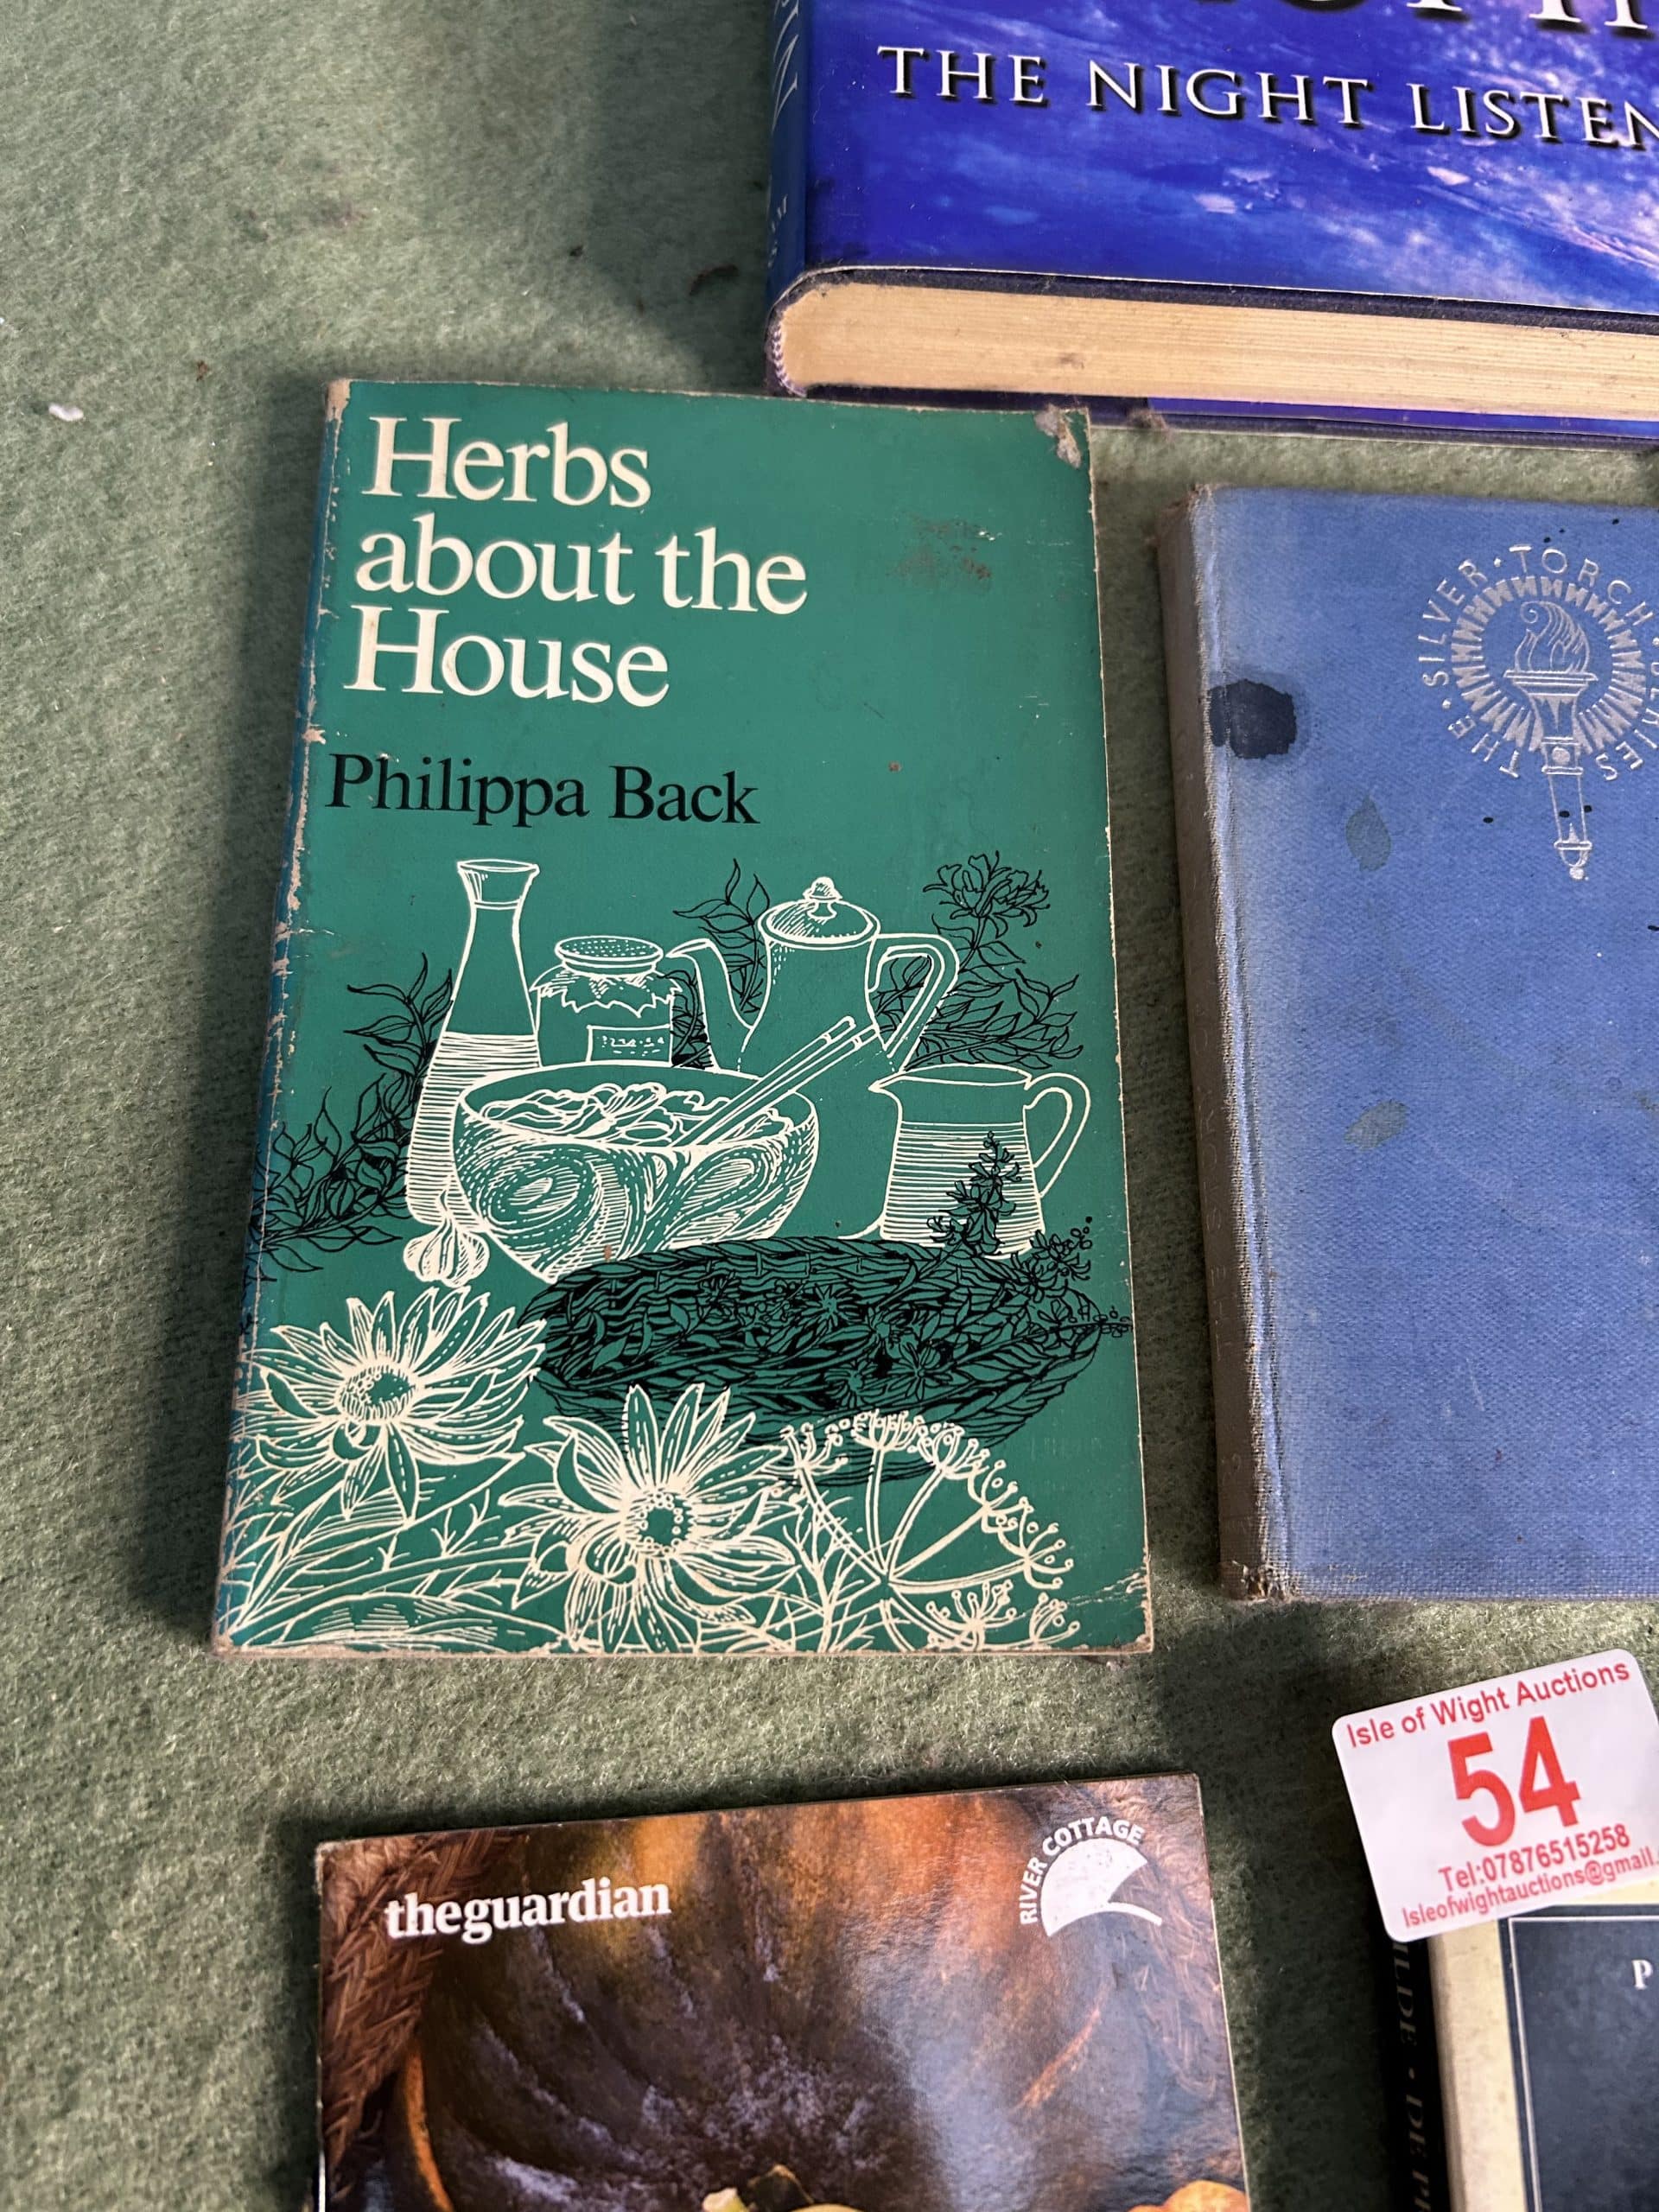 THE NIGHT LISTEN
Herbs
about the
House
Philippa Back
THE · SILVER · TORCH · SERIES
Isle of Wight Auctions
54
Tel:07876515258
Isleofwightauctions@gmail.
theguardian
RIVER COTTAGE
P